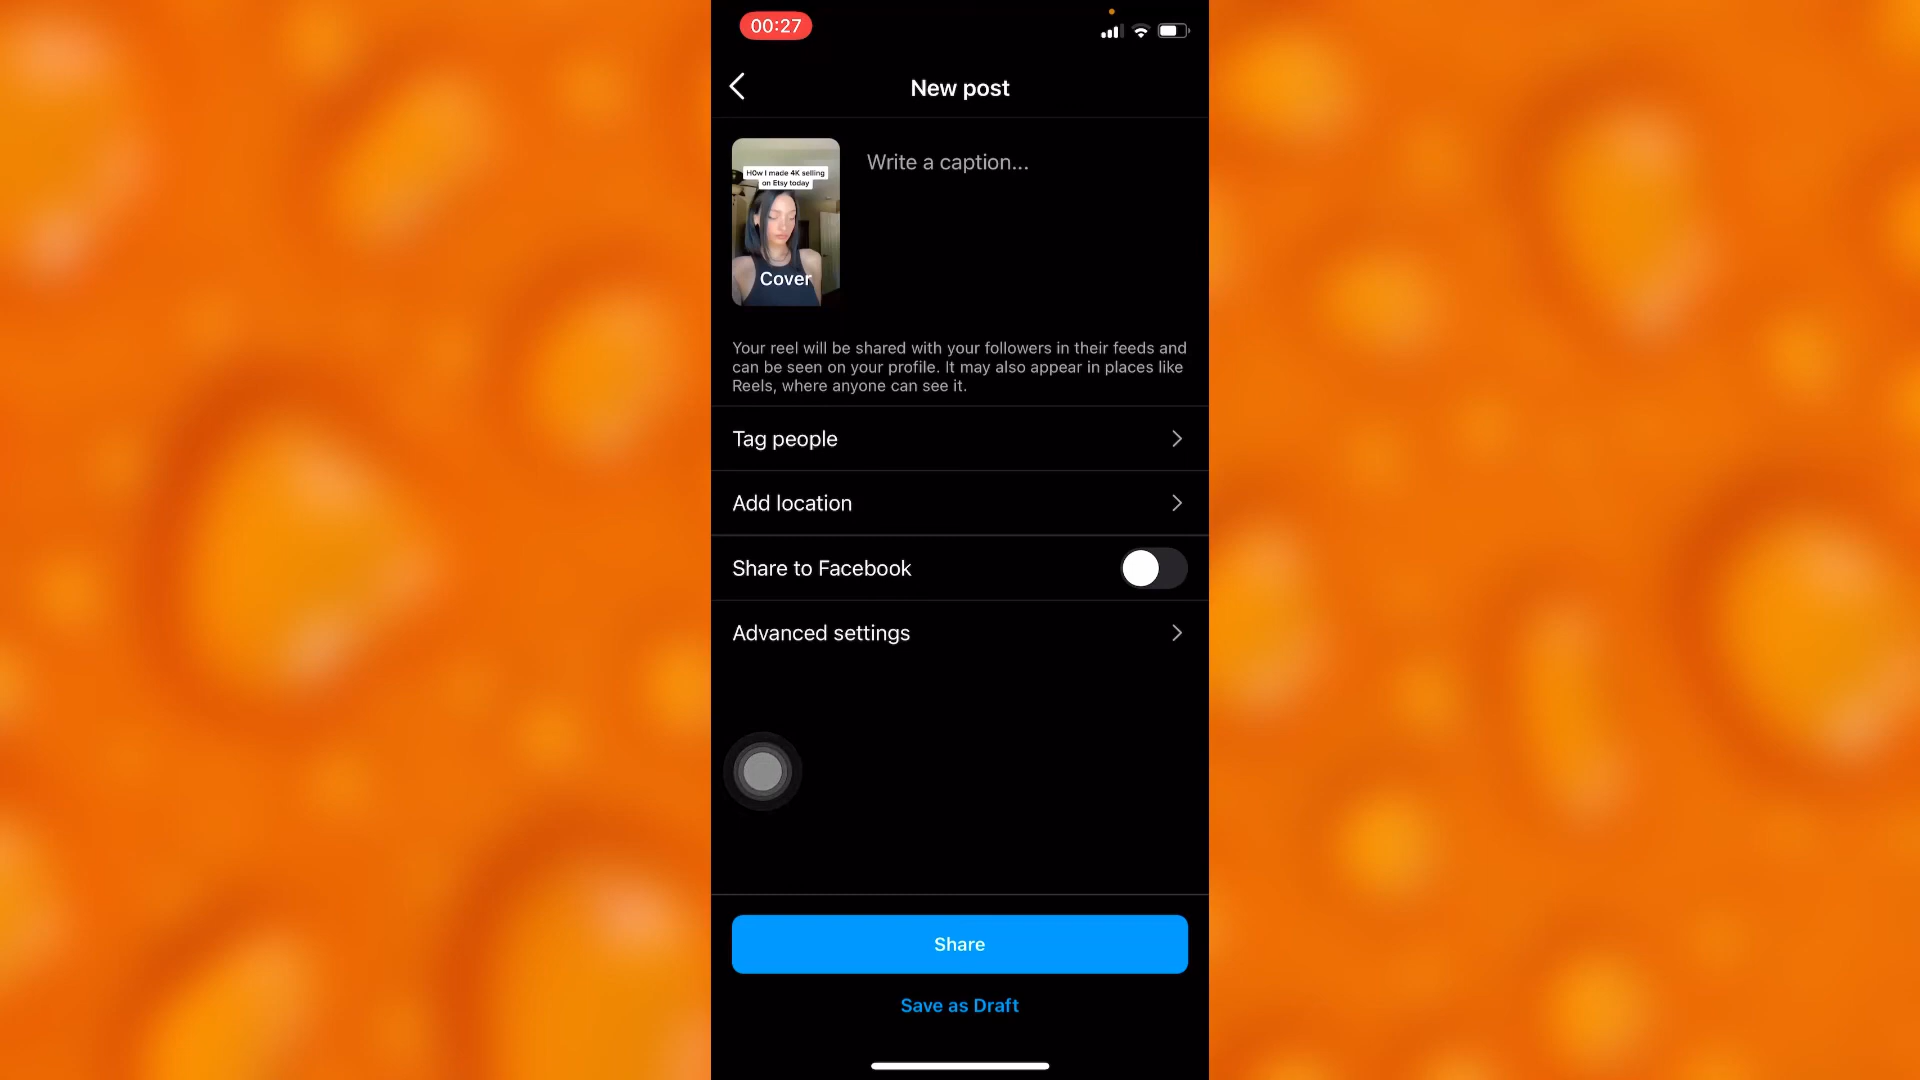 00:27
New post
H0w I made 4K selling
on Etsy today
Cover
Write a caption...
Your reel will be shared with your followers in their feeds and
can be seen on your profile. It may also appear in places like
Reels, where anyone can see it.
Tag people
Add location
Share to Facebook
Advanced settings
Share
Save as Draft